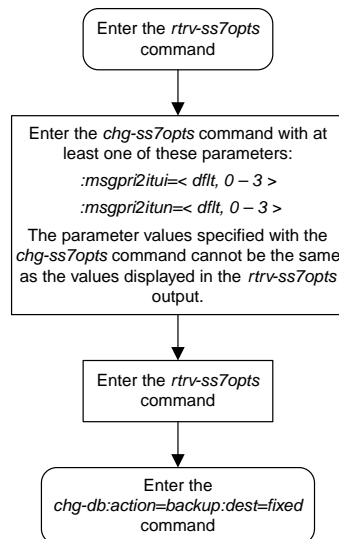 Enter the rtrv-ss7opts
command
Enter the chg-ss7opts command with at
least one of these parameters:
:msgpri2itui=< dflt, 0 – 3 >
:msgpri2itun=< dflt, 0 – 3 >
The parameter values specified with the
chg-ss7opts command cannot be the same
as the values displayed in the rtrv-ss7opts
output.
Enter the rtrv-ss7opts
command
Enter the
chg-db:action=backup:dest=fixed
command